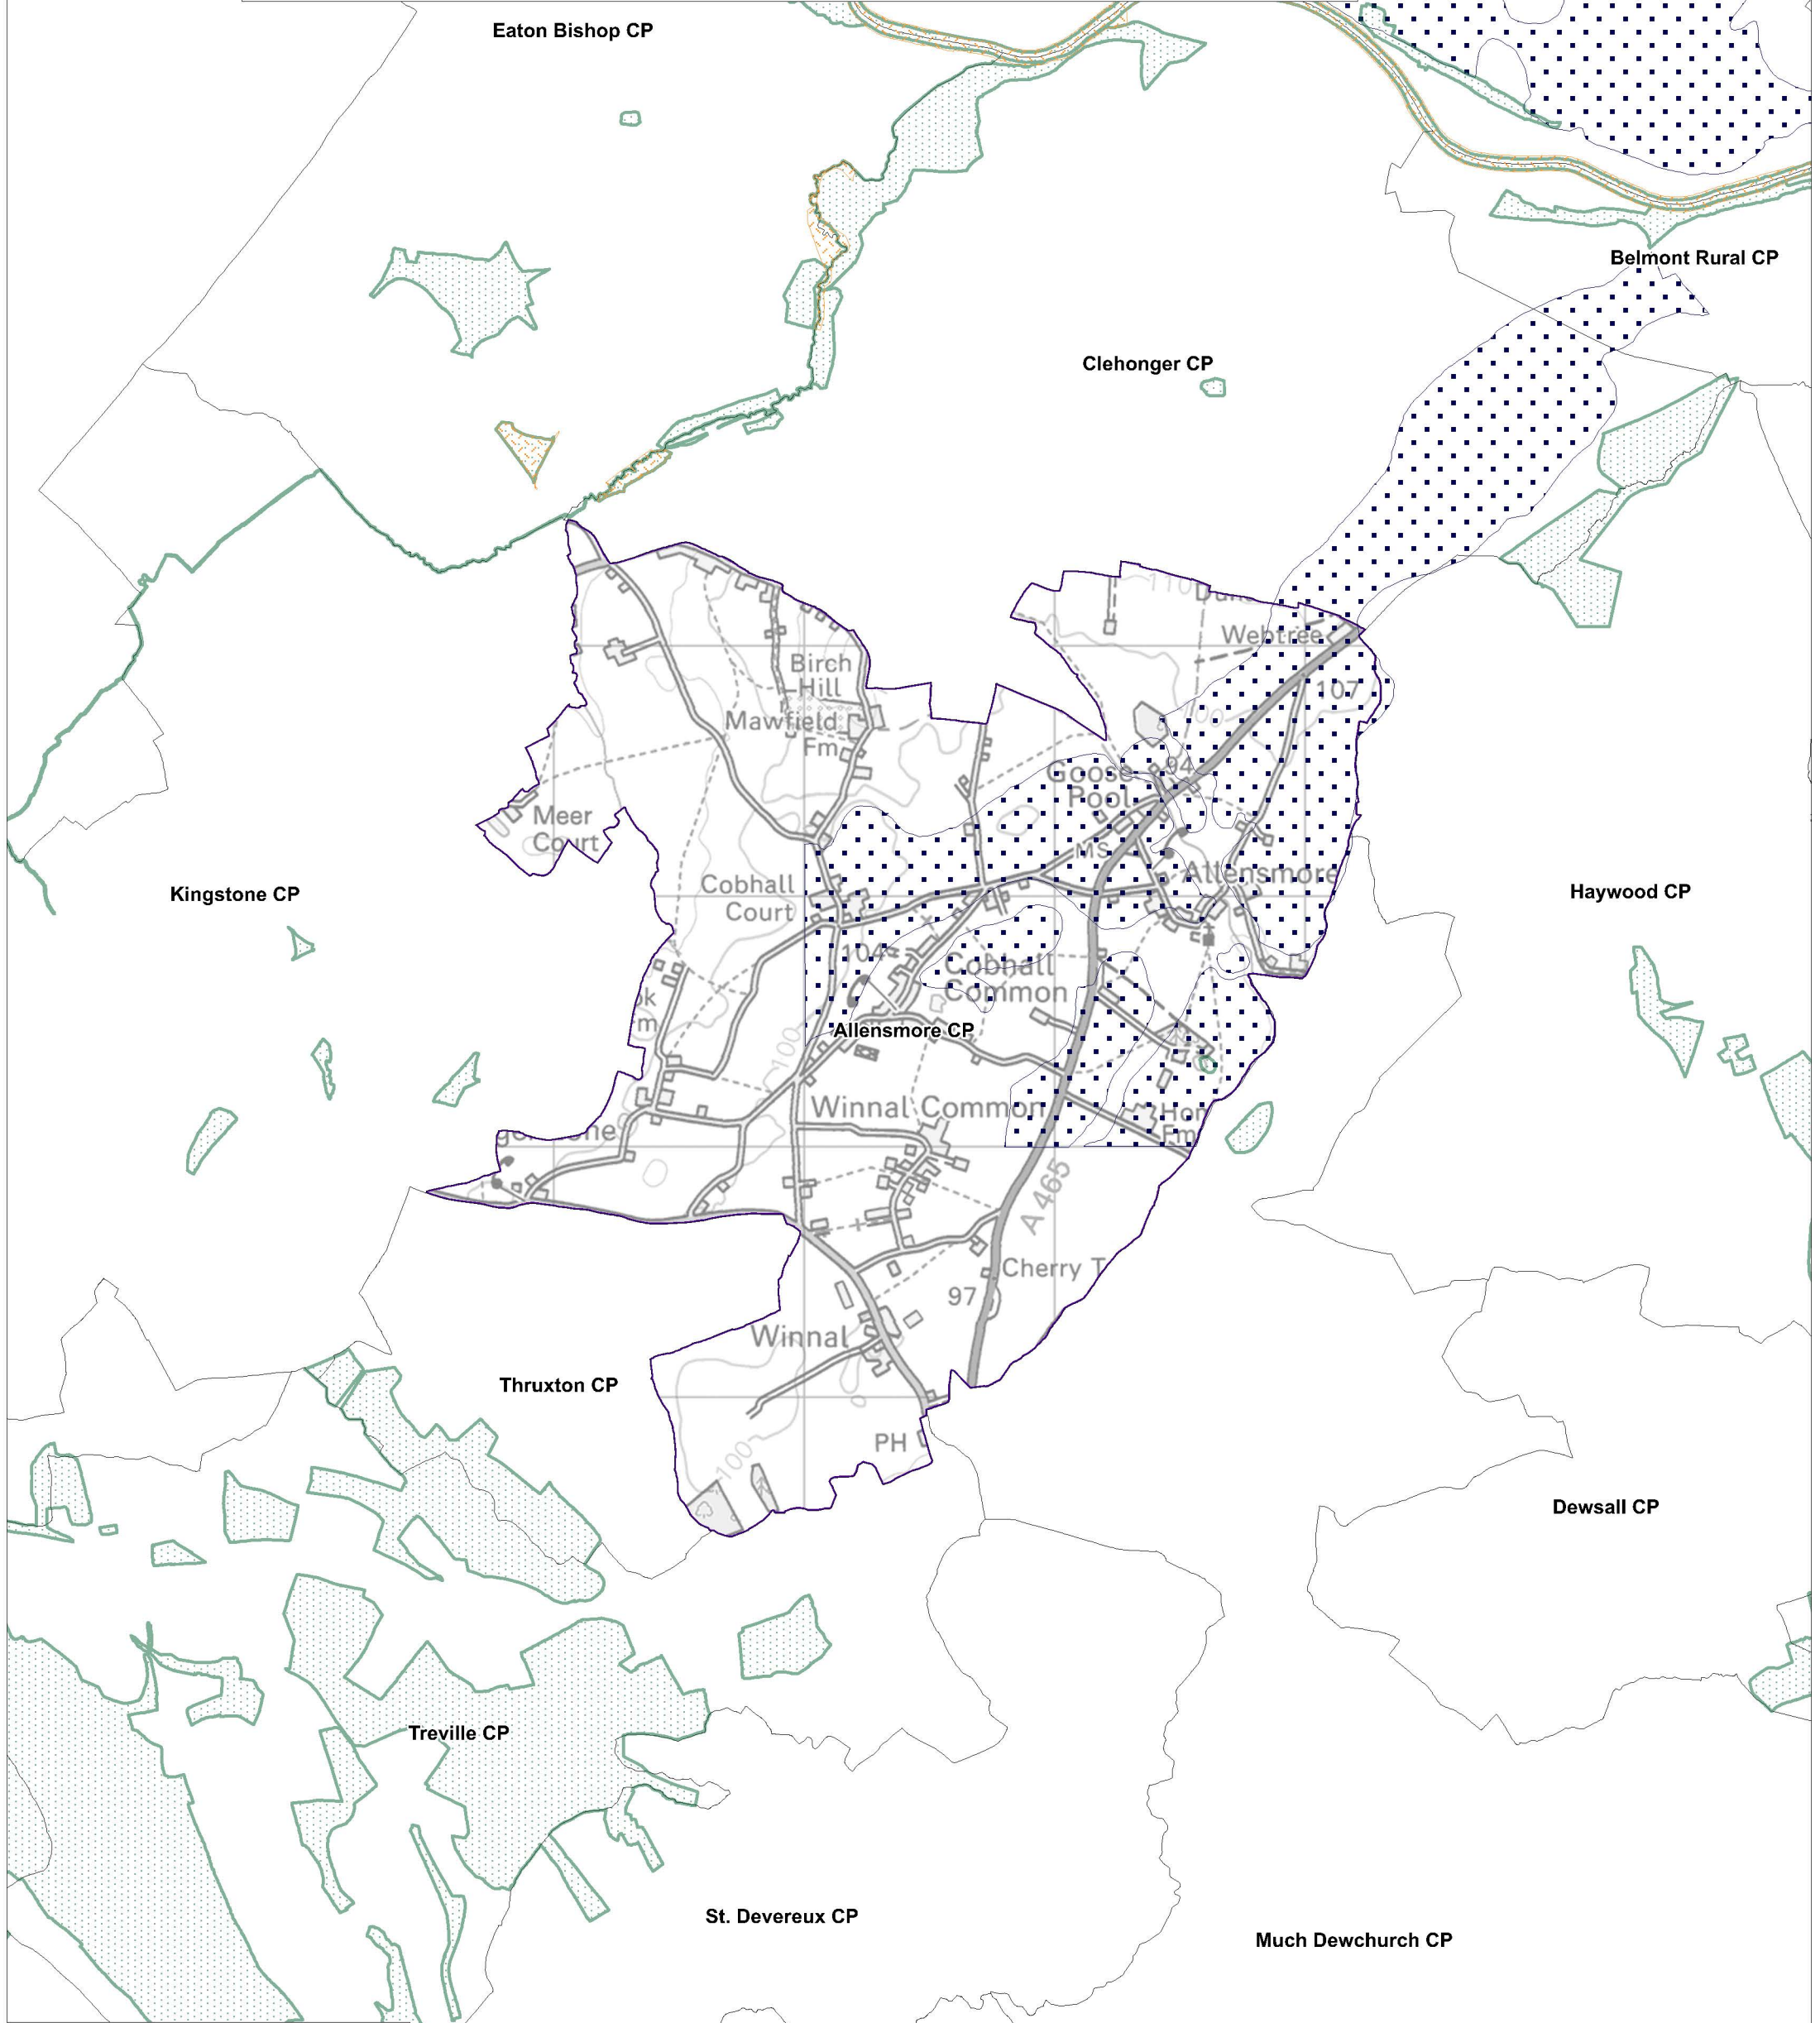 Eaton Bishop CP
Belmont Rural CP
Clehonger CP
110
Webtree
107
Birch
Hill
Mawfield
Fm
Goose
Pool
94
Meer
Court
MS
Allensmore
Cobhall
Court
Kingstone CP
Haywood CP
104
Cobhall
Common
Allensmore CP
100
Winnal Common
Fm
A 465
Cherry T
97
Winnal
Thruxton CP
PH
100
Dewsall CP
Treville CP
St. Devereux CP
Much Dewchurch CP